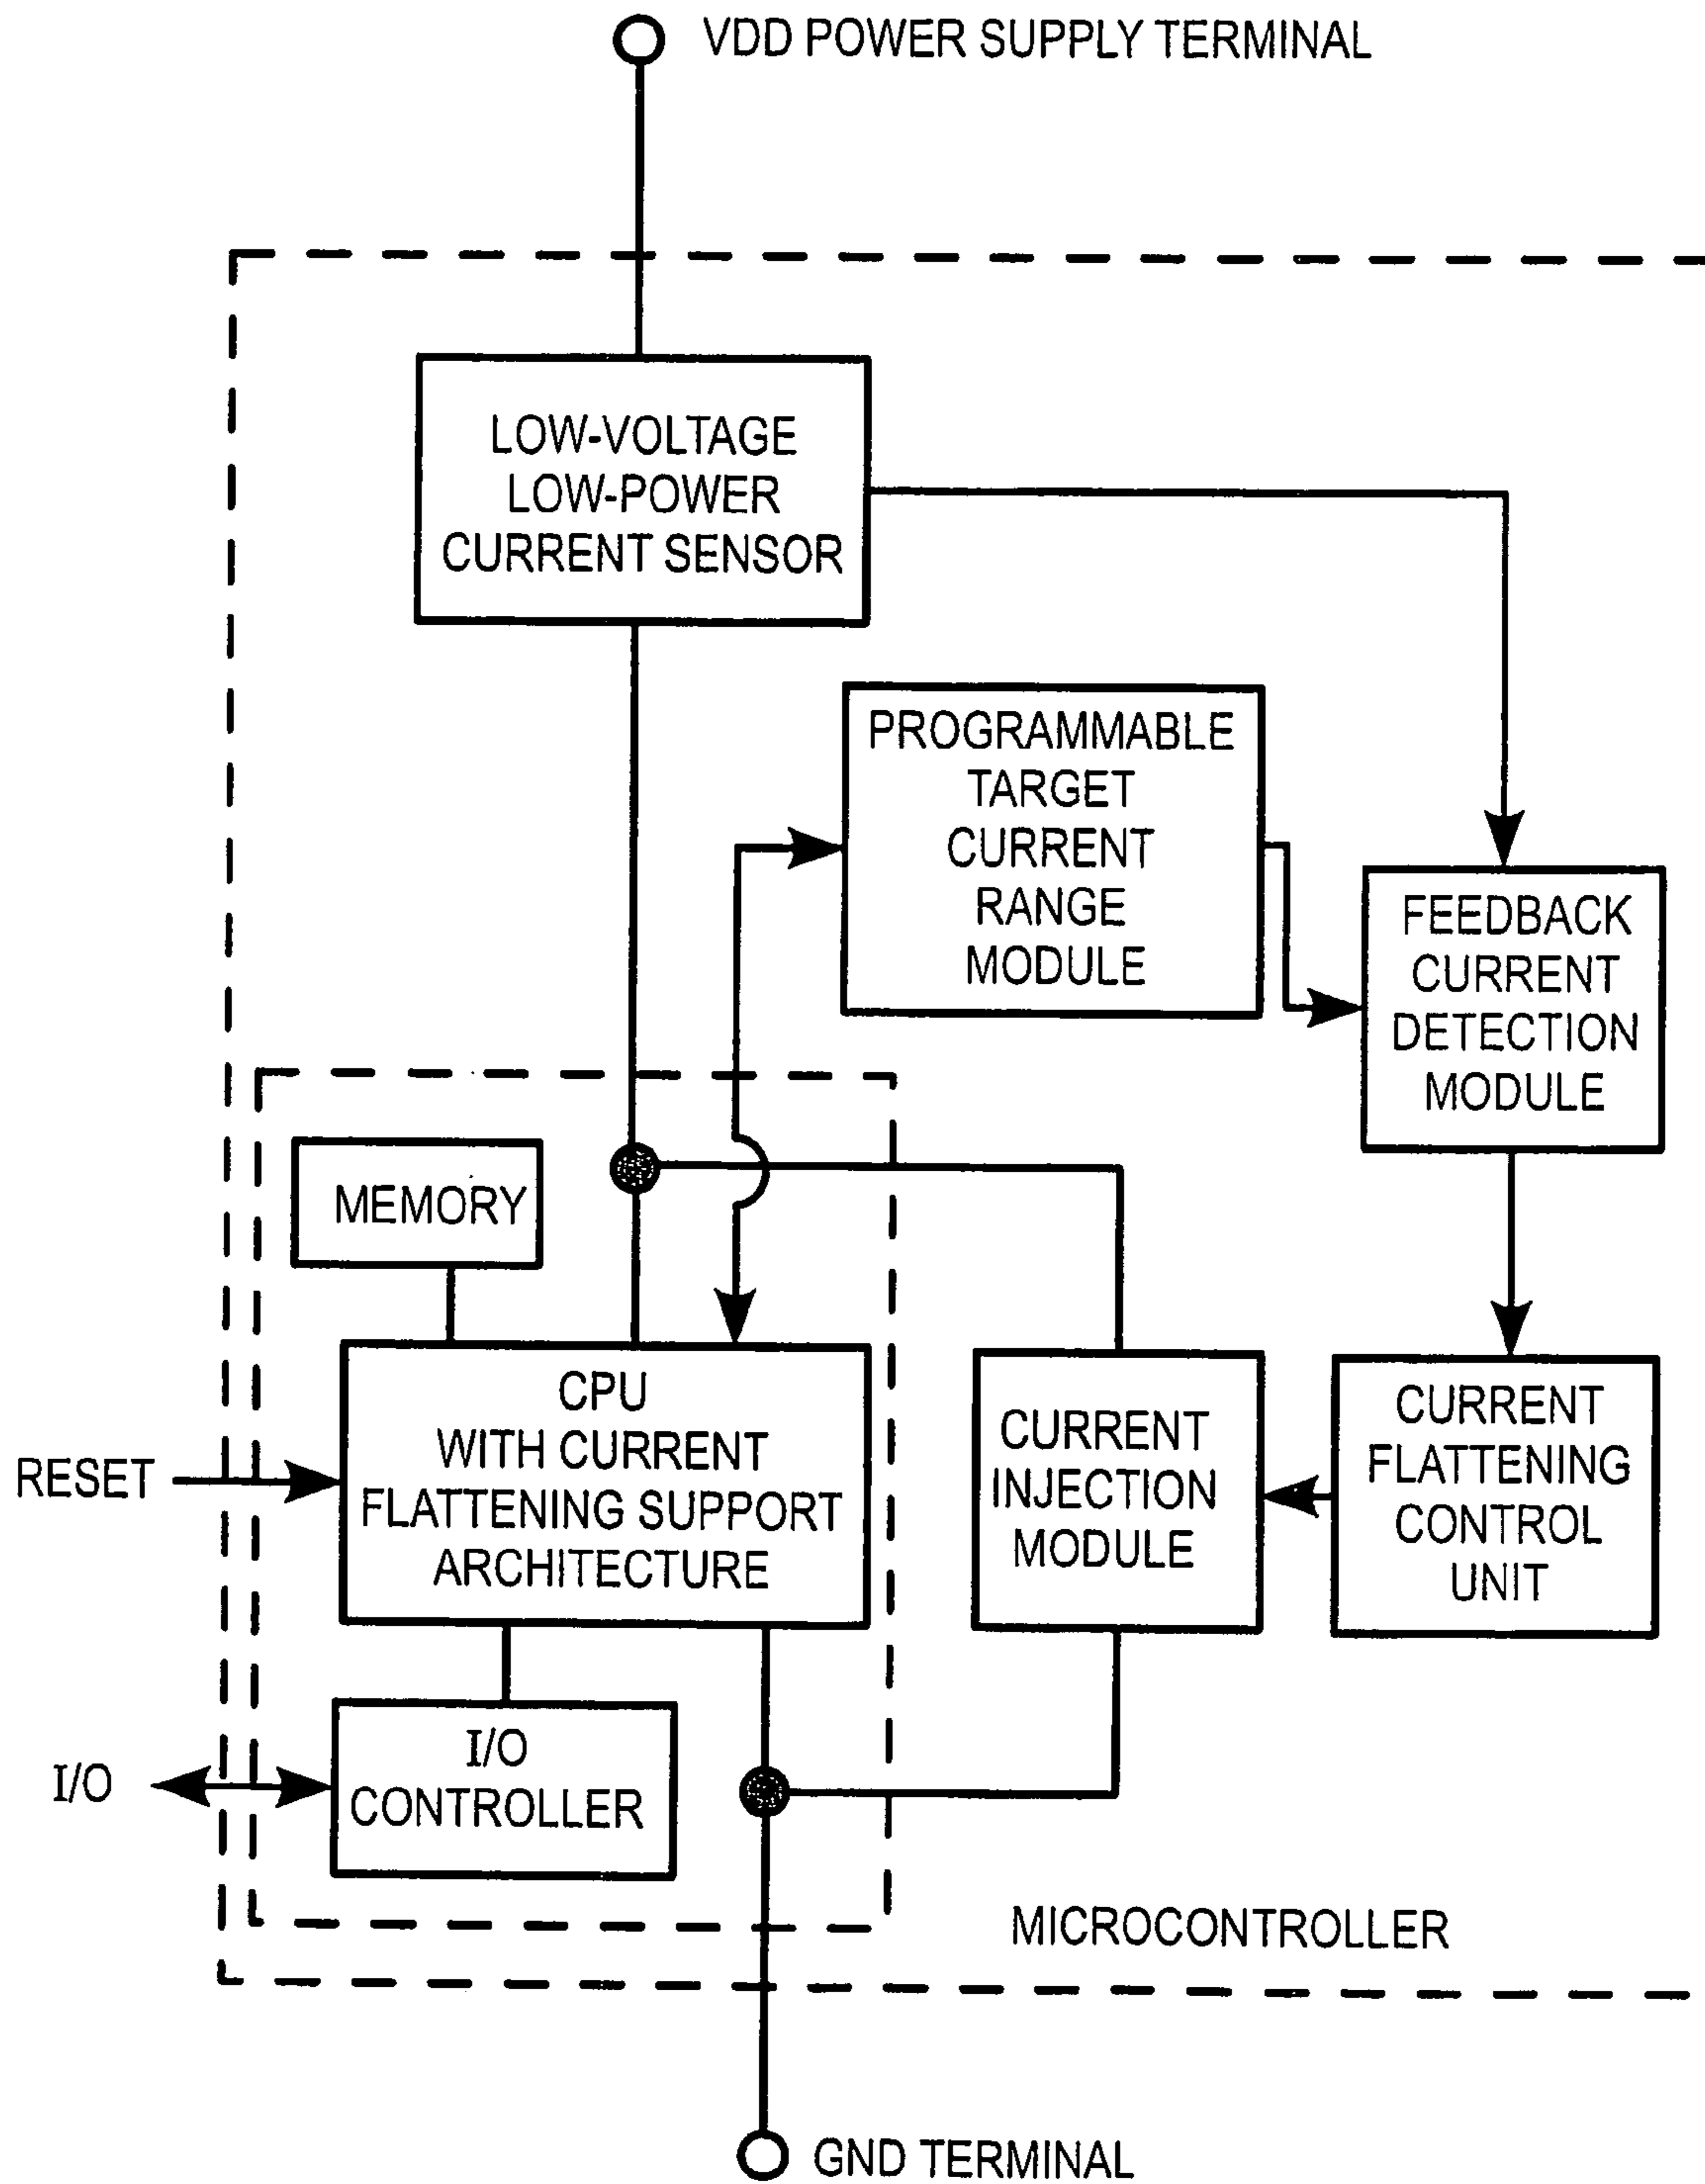 VDD POWER SUPPLY TERMINAL
LOW-VOLTAGE
LOW-POWER
CURRENT SENSOR
PROGRAMMABLE
TARGET
CURRENT
RANGE
MODULE
FEEDBACK
CURRENT
DETECTION
MODULE
MEMORY
CPU
WITH CURRENT
FLATTENING SUPPORT
ARCHITECTURE
CURRENT
INJECTION
MODULE
CURRENT
FLATTENING
CONTROL
UNIT
RESET
I/O
I/O
CONTROLLER
MICROCONTROLLER
GND TERMINAL